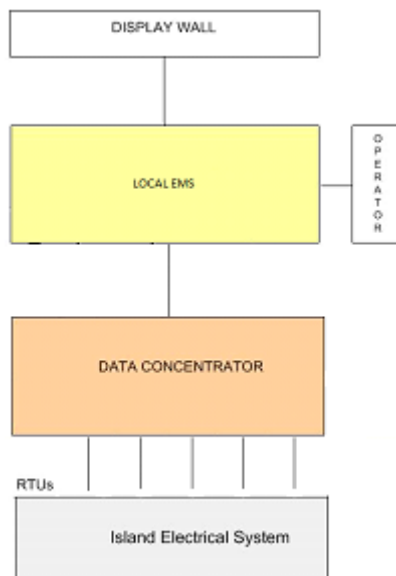 DISPLAY WALL
LOCAL EMS
OPERATOR
DATA CONCENTRATOR
RTUs
Island Electrical System